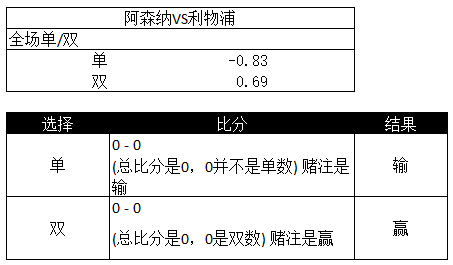 阿森纳VS利物浦
全场单/双
单 -0.83
双 0.69
选择 比分 结果
单 0 - 0 输
(总比分是0，0并不是单数) 赌注是
输
双 0 - 0 赢
(总比分是0，0是双数) 赌注是赢